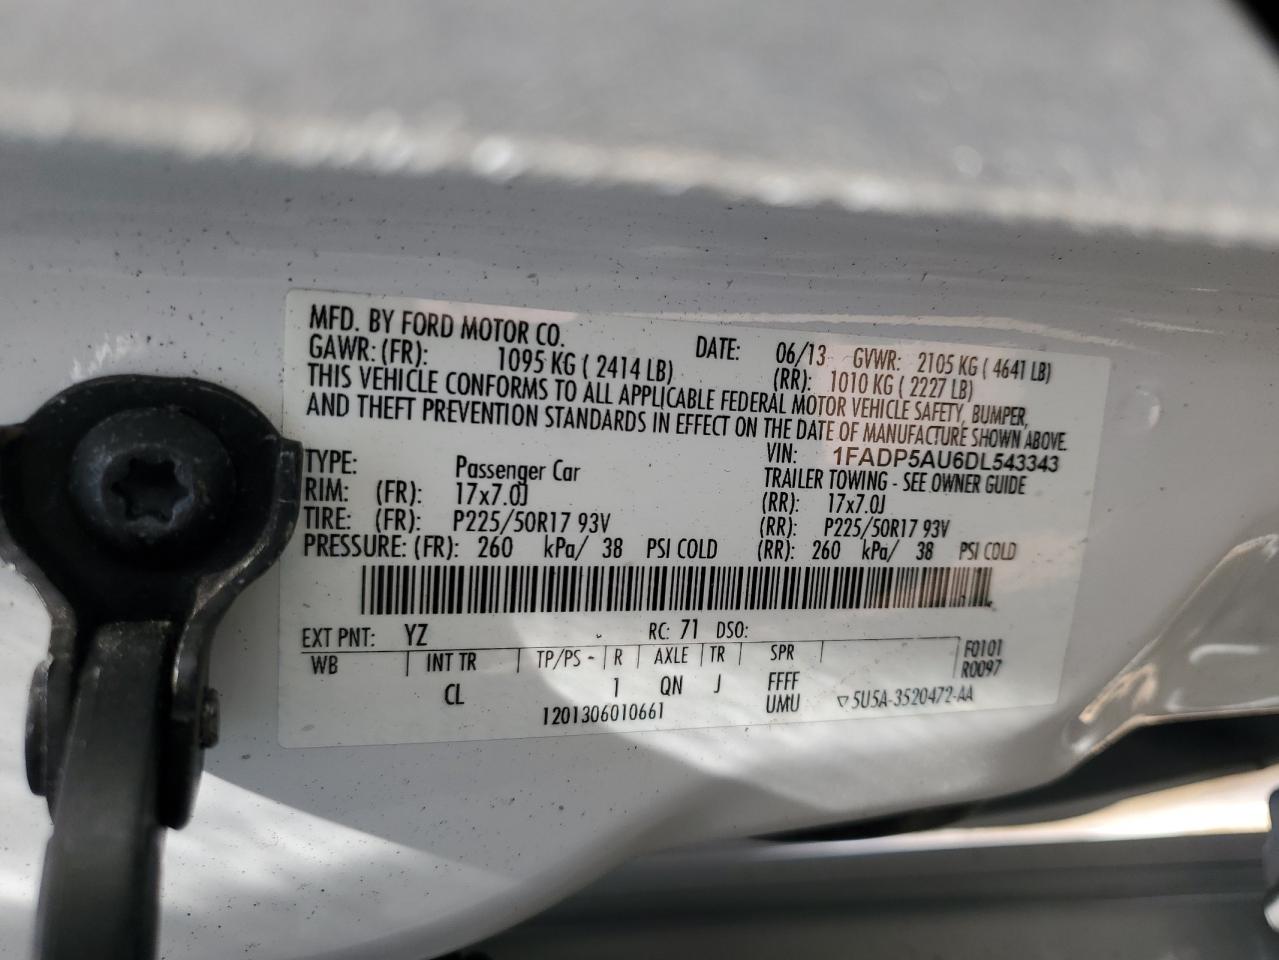 MFD. BY FORD MOTOR CO. DATE: 06/13 GVWR: 2105 KG ( 4641 LB)
GAWR: (FR): 1095 KG ( 2414 LB) (RR): 1010 KG ( 2227 LB)
THIS VEHICLE CONFORMS TO ALL APPLICABLE FEDERAL MOTOR VEHICLE SAFETY, BUMPER,
AND THEFT PREVENTION STANDARDS IN EFFECT ON THE DATE OF MANUFACTURE SHOWN ABOVE.
VIN: 1FADP5AU6DL543343
TYPE: Passenger Car TRAILER TOWING - SEE OWNER GUIDE
RIM: (FR): 17x7.0J (RR): 17x7.0J
TIRE: (FR): P225/50R17 93V (RR): P225/50R17 93V
PRESSURE: (FR): 260 kPa/ 38 PSI COLD (RR): 260 kPa/ 38 PSI COLD
EXT PNT: YZ RC: 71 DSO:
WB INT TR TP/PS - R AXLE TR SPR F0101
R0097
CL 1 QN J FFFF
1201306010661 UMU 5U5A-3520472-AA